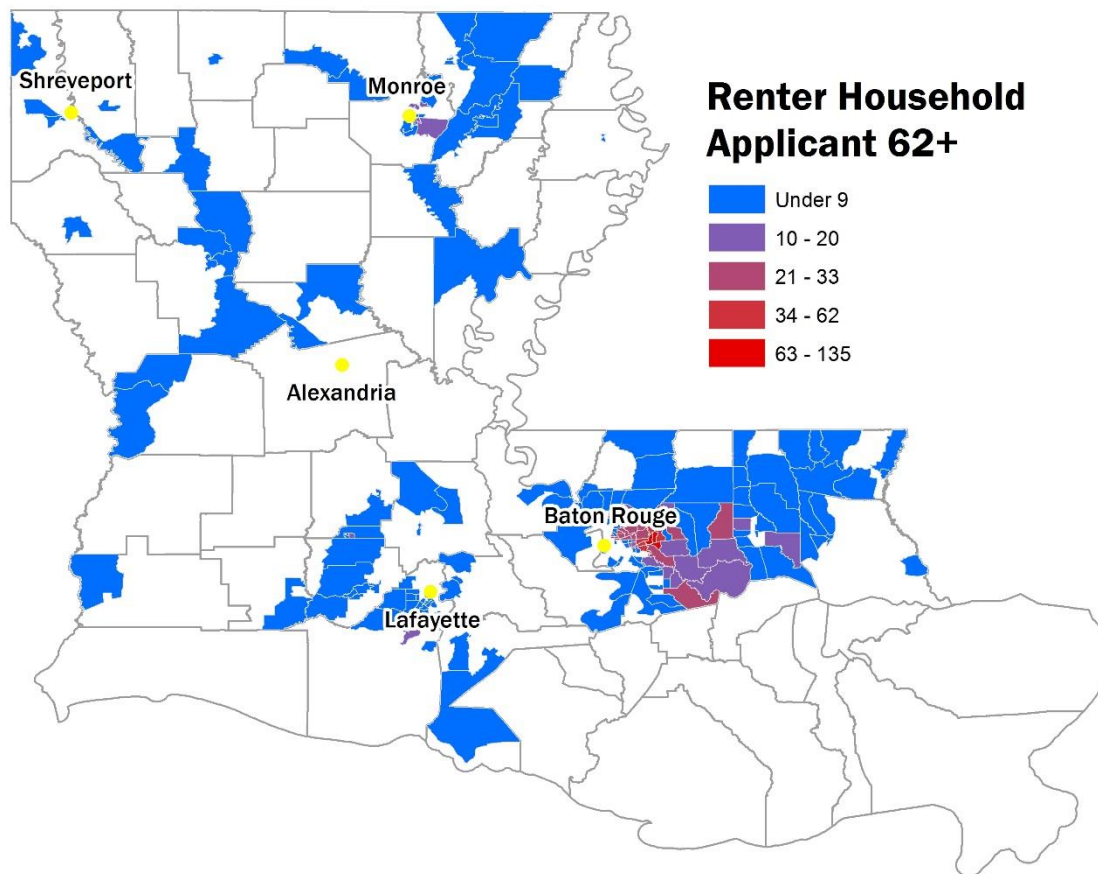 Shreveport
Monroe
Renter Household
Applicant 62+
Under 9
10 - 20
21 - 33
34 - 62
63 - 135
Alexandria
Baton Rouge
Lafayette